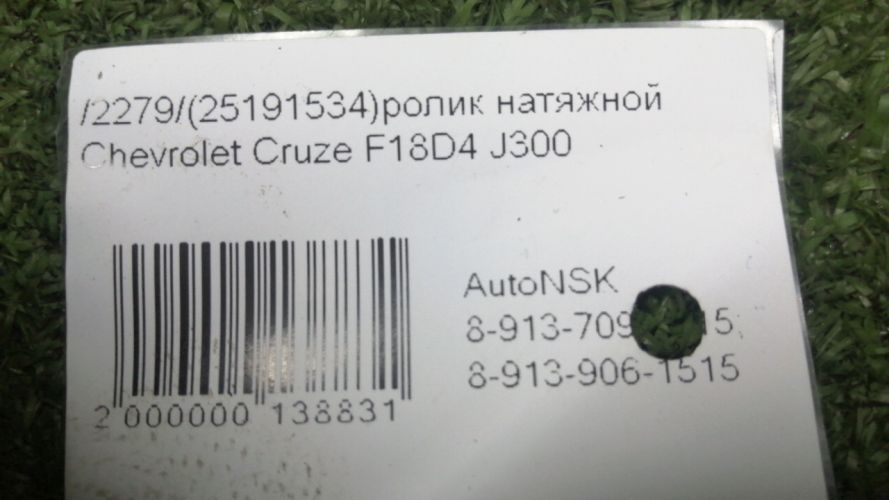 /2279/(25191534)ролик натяжной
Chevrolet Cruze F18D4 J300
AutoNSK
8-913-906-1515
2 000000 138831